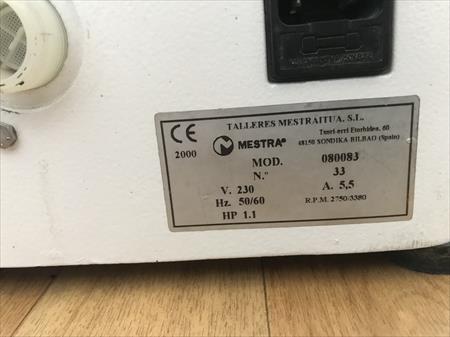 TALLERES MESTRAITUA, S.L.
Txori-erri Etorbidea, 60
48150 SONDIKA BILBAO (Spain)
CE
2000
MESTRA®
MOD. 080083
N.º 33
V. 230 A. 5,5
Hz. 50/60 R.P.M. 2750/3380
HP 1.1